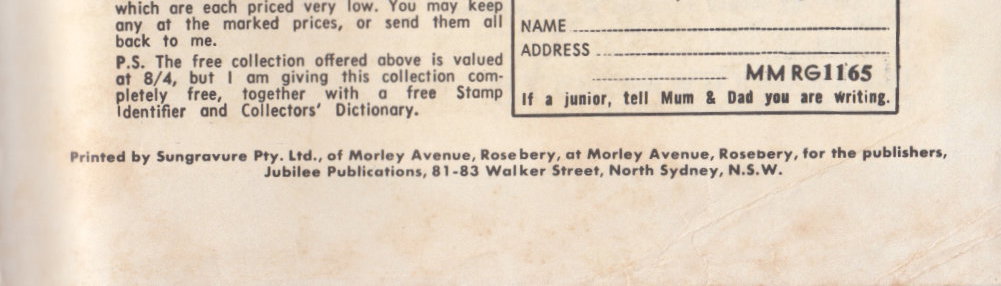 which are each priced very low. You may keep
any at the marked prices, or send them all
back to me.
P.S. The free collection offered above is valued
at 8/4, but I am giving this collection com-
pletely free, together with a free Stamp
Identifier and Collectors' Dictionary.
NAME
ADDRESS
MMRG1165
If a junior, tell Mum & Dad you are writing.
Printed by Sungravure Pty. Ltd., of Morley Avenue, Rosebery, at Morley Avenue, Rosebery, for the publishers,
Jubilee Publications, 81-83 Walker Street, North Sydney, N.S.W.